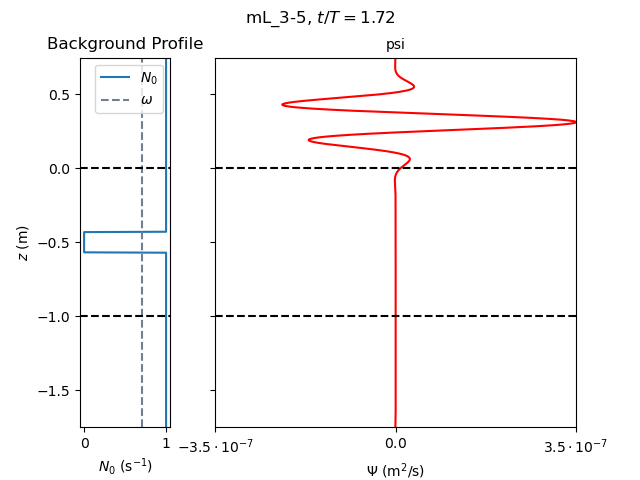 mL_3-5, t/T = 1.72
Background Profile
psi
N₀
ω
0.5
0.0
−0.5
−1.0
−1.5
z (m)
0 1
N₀ (s⁻¹)
−3.5 · 10⁻⁷ 0.0 3.5 · 10⁻⁷
Ψ (m²/s)